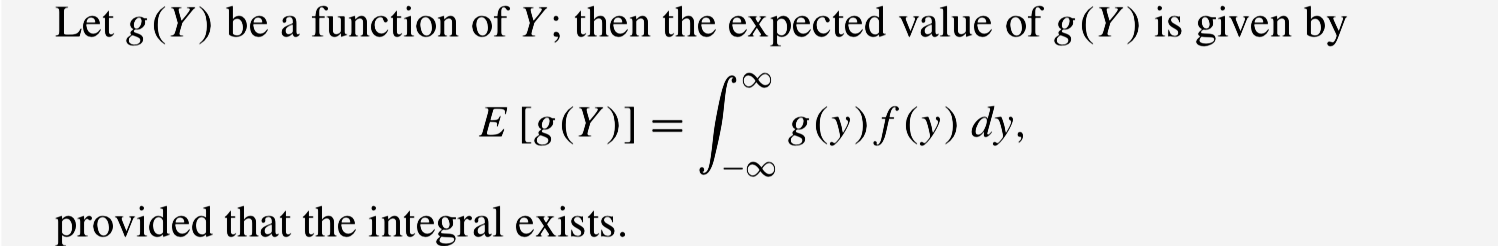 Let g(Y) be a function of Y; then the expected value of g(Y) is given by
E [g(Y)] = ∫_{−∞}^{∞} g(y) f (y) dy,
provided that the integral exists.